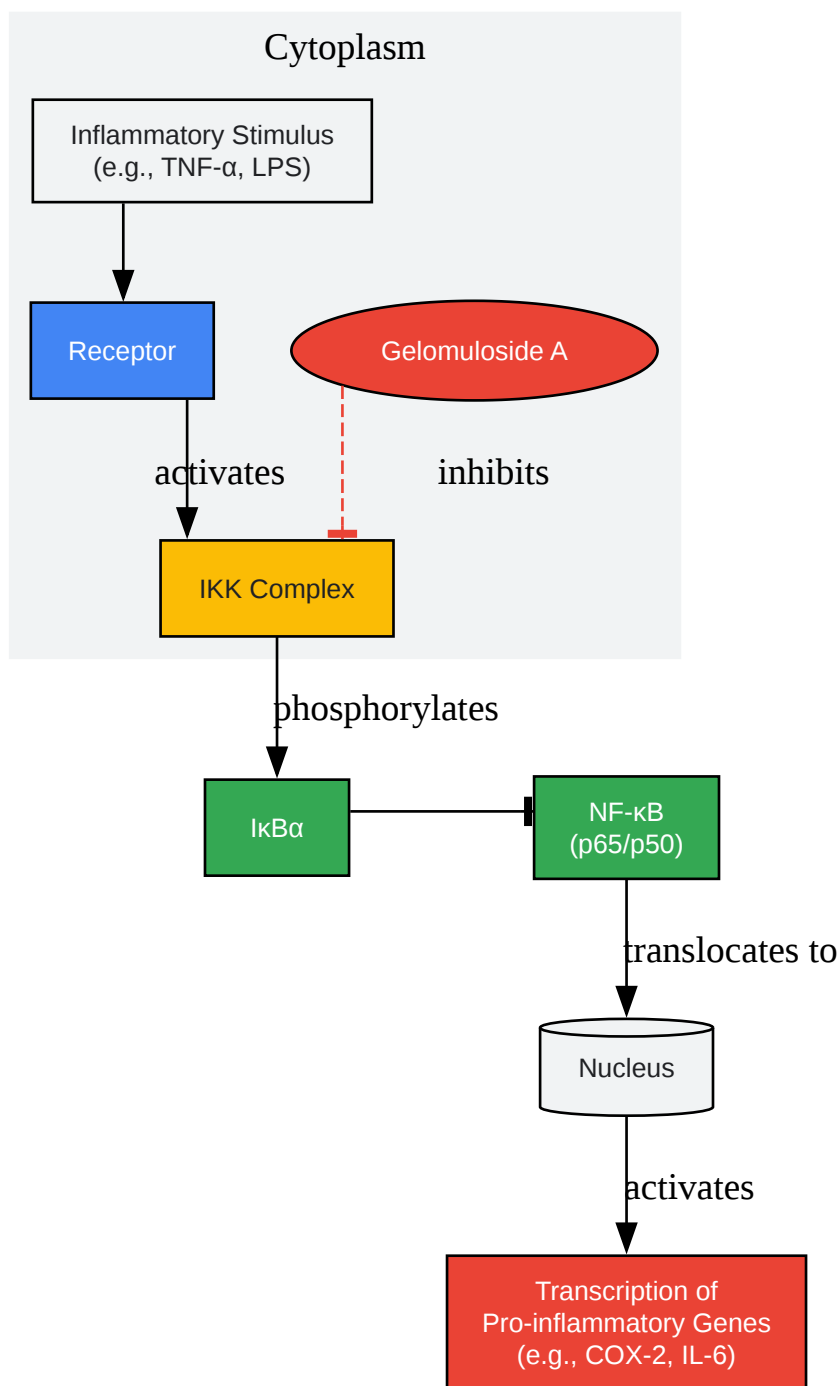 Cytoplasm
Inflammatory Stimulus
(e.g., TNF-α, LPS)
Receptor
Gelomuloside A
activates
inhibits
IKK Complex
phosphorylates
IκBα
NF-κB
(p65/p50)
translocates to
Nucleus
activates
Transcription of
Pro-inflammatory Genes
(e.g., COX-2, IL-6)